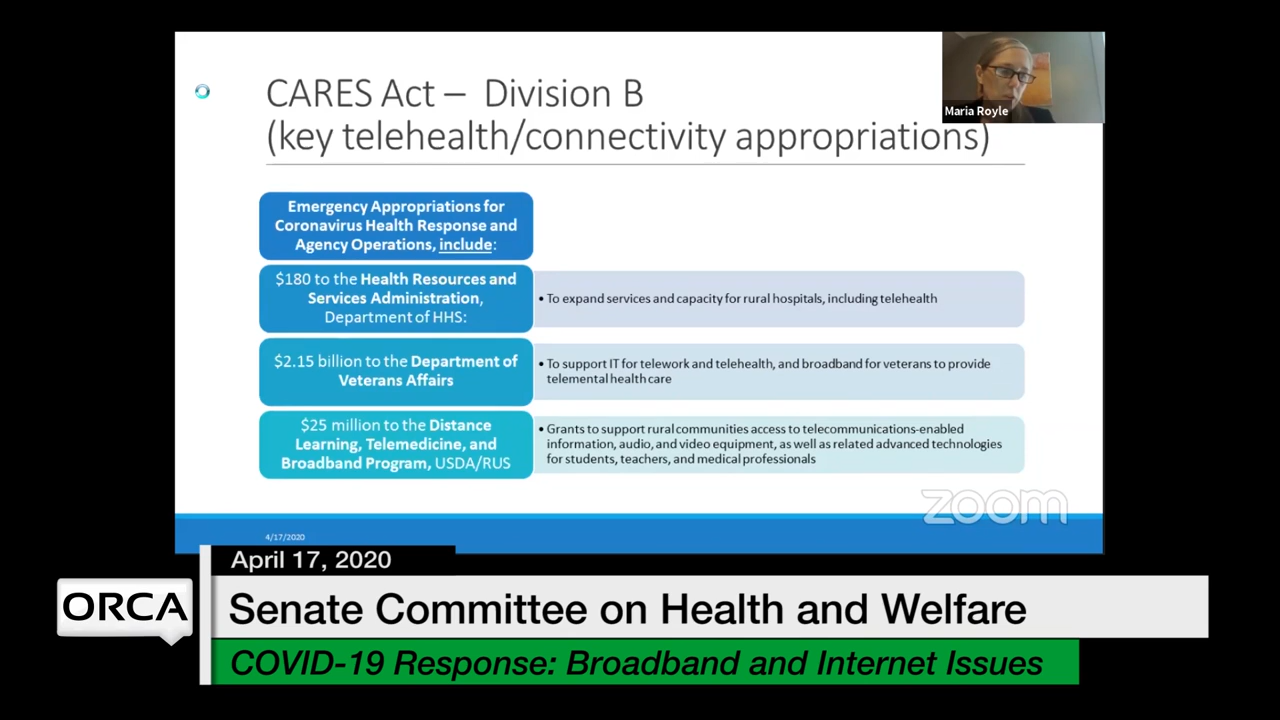 CARES Act – Division B
(key telehealth/connectivity appropriations)
Maria Royle
Emergency Appropriations for
Coronavirus Health Response and
Agency Operations, include:
$180 to the Health Resources and
Services Administration,
Department of HHS:
• To expand services and capacity for rural hospitals, including telehealth
$2.15 billion to the Department of
Veterans Affairs
• To support IT for telework and telehealth, and broadband for veterans to provide
telemental health care
$25 million to the Distance
Learning, Telemedicine, and
Broadband Program, USDA/RUS
• Grants to support rural communities access to telecommunications-enabled
information, audio, and video equipment, as well as related advanced technologies
for students, teachers, and medical professionals
zoom
4/17/2020
April 17, 2020
ORCA
Senate Committee on Health and Welfare
COVID-19 Response: Broadband and Internet Issues